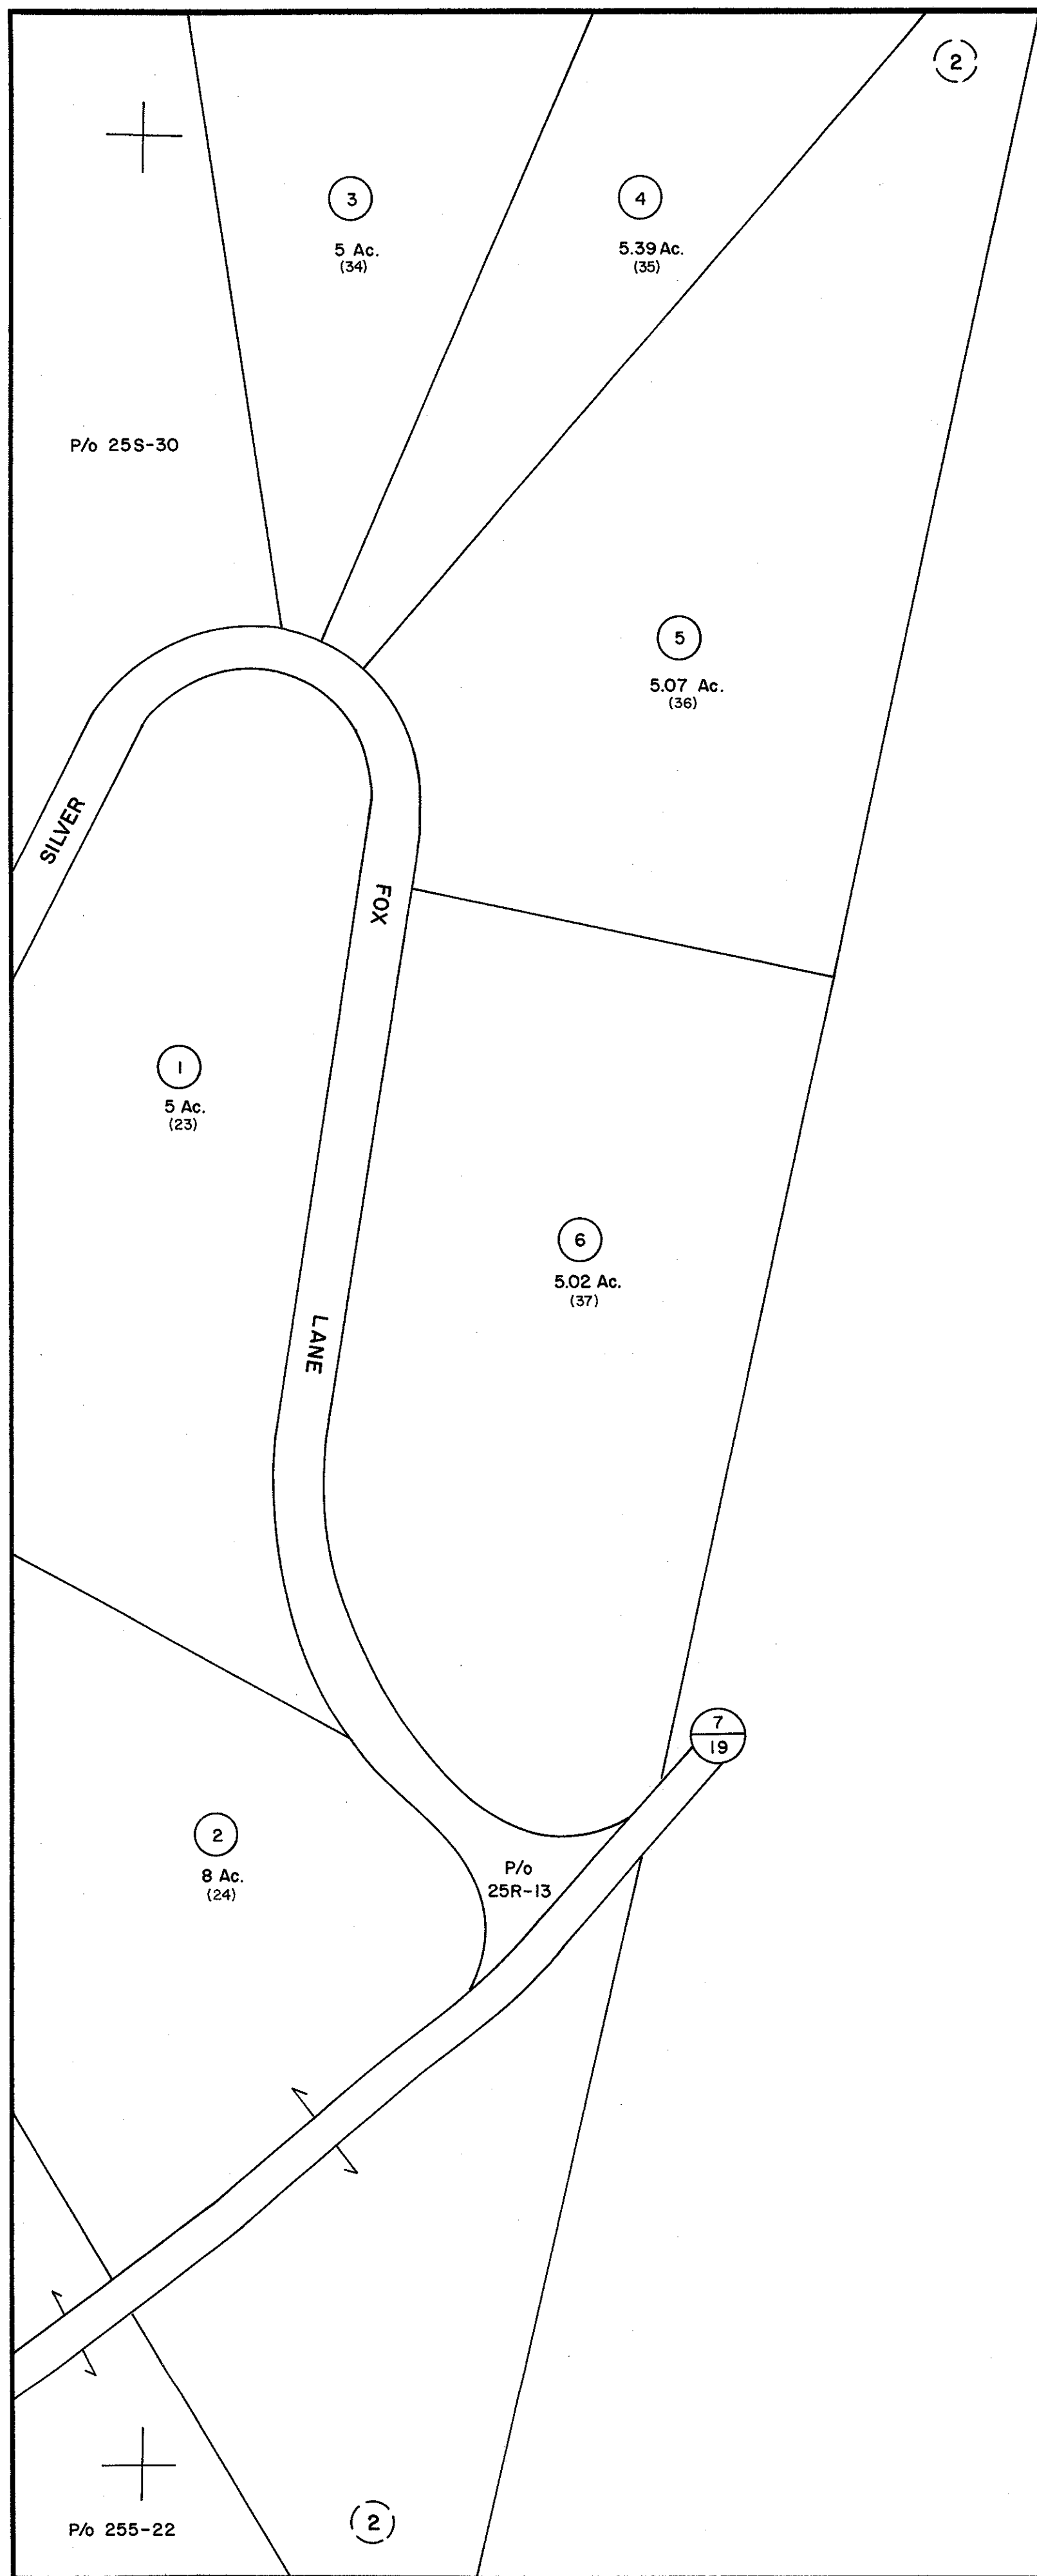 2
3
5 Ac.
(34)
4
5.39 Ac.
(35)
P/o 25S-30
5
5.07 Ac.
(36)
SILVER
FOX
1
5 Ac.
(23)
6
5.02 Ac.
(37)
LANE
7
19
2
8 Ac.
(24)
P/o
25R-13
2
P/o 255-22